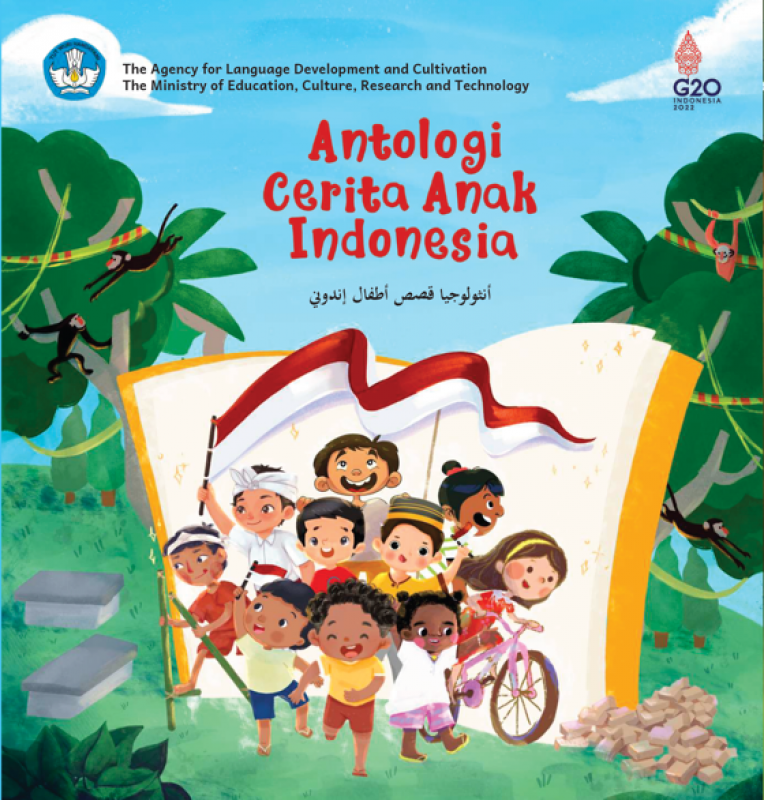 The Agency for Language Development and Cultivation
The Ministry of Education, Culture, Research and Technology
G20
INDONESIA
2022
Antologi
Cerita Anak
Indonesia
أنثولوجيا قصص أطفال إندوني